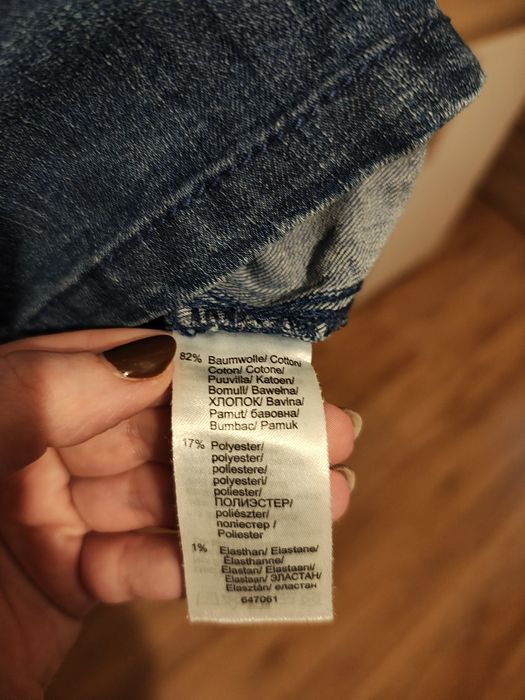 82% Baumwolle/ Cotton/
Coton/ Cotone/
Puuvilla/ Katoen/
Bomull/ Bawełna/
ХЛОПОК/ Bavlna/
Pamut/ бавовна/
Bumbac/ Pamuk
17% Polyester/
polyester/
poliestere/
polyesteri/
poliester/
ПОЛИЭСТЕР/
poliészter/
поліестер /
Poliester
1% Elasthan/ Elastane/
Élasthanne/
Elastan/ Elastaani/
Elastaan/ ЭЛАСТАН/
Elasztán/ еластан
647061